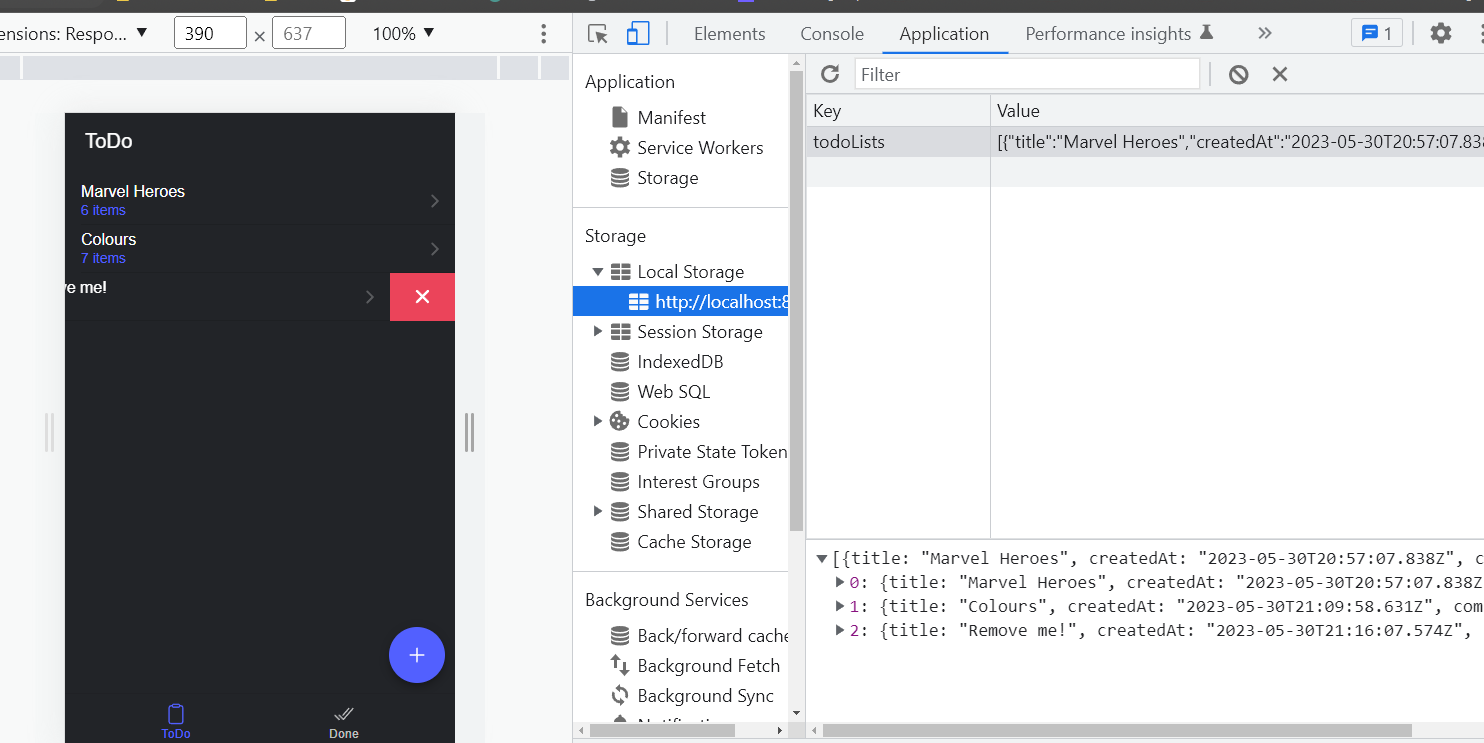 ensions: Respo... ▼ 390 × 637 100% ▼
Elements Console Application Performance insights 1
ToDo
Marvel Heroes
6 items
Colours
7 items
e me!
ToDo
Done
Application
Manifest
Service Workers
Storage
Storage
Local Storage
http://localhost:8
Session Storage
IndexedDB
Web SQL
Cookies
Private State Token
Interest Groups
Shared Storage
Cache Storage
Background Services
Back/forward cache
Background Fetch
Background Sync
Filter
Key Value
todoLists [{"title":"Marvel Heroes","createdAt":"2023-05-30T20:57:07.838
▼[{title: "Marvel Heroes", createdAt: "2023-05-30T20:57:07.838Z", c
▶0: {title: "Marvel Heroes", createdAt: "2023-05-30T20:57:07.838Z
▶1: {title: "Colours", createdAt: "2023-05-30T21:09:58.631Z", com
▶2: {title: "Remove me!", createdAt: "2023-05-30T21:16:07.574Z",